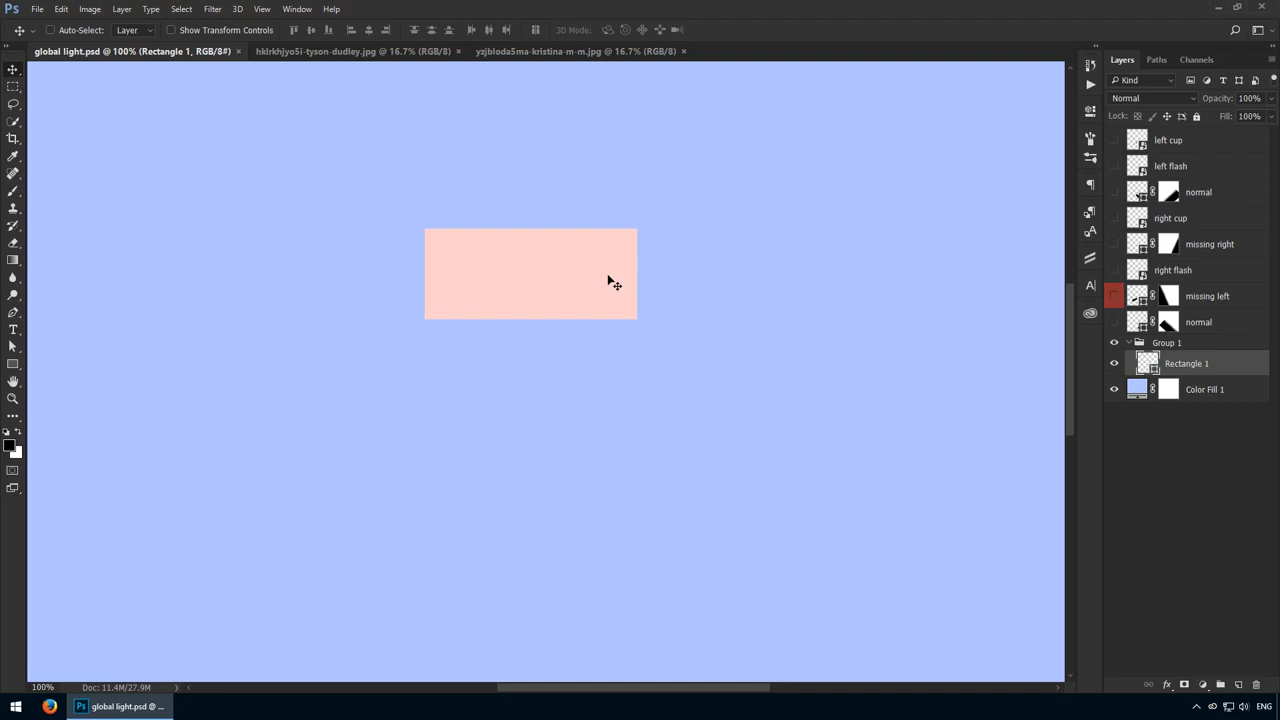 Ps File Edit Image Layer Type Select Filter 3D View Window Help
Auto-Select: Layer Show Transform Controls 3D Mode:
global light.psd @ 100% (Rectangle 1, RGB/8#) × hklrkhjyo5i-tyson-dudley.jpg @ 16.7% (RGB/8) × yzjbloda5ma-kristina-m-m.jpg @ 16.7% (RGB/8) ×
Layers Paths Channels
Kind
Normal Opacity: 100%
Lock: Fill: 100%
left cup
left flash
normal
right cup
missing right
right flash
missing left
normal
Group 1
Rectangle 1
Color Fill 1
100% Doc: 11.4M/27.9M
Ps global light.psd @ ... ENG